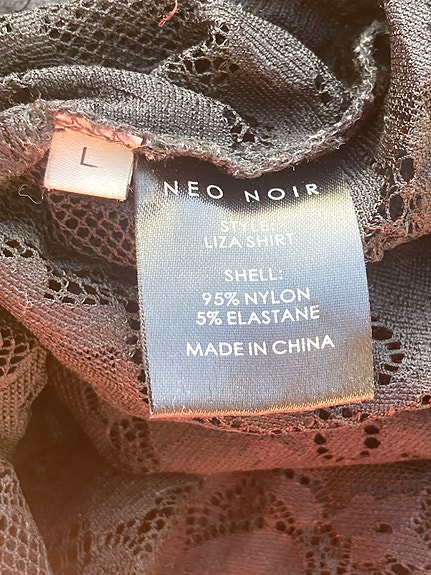 L
NEO NOIR
STYLE:
LIZA SHIRT
SHELL:
95% NYLON
5% ELASTANE
MADE IN CHINA